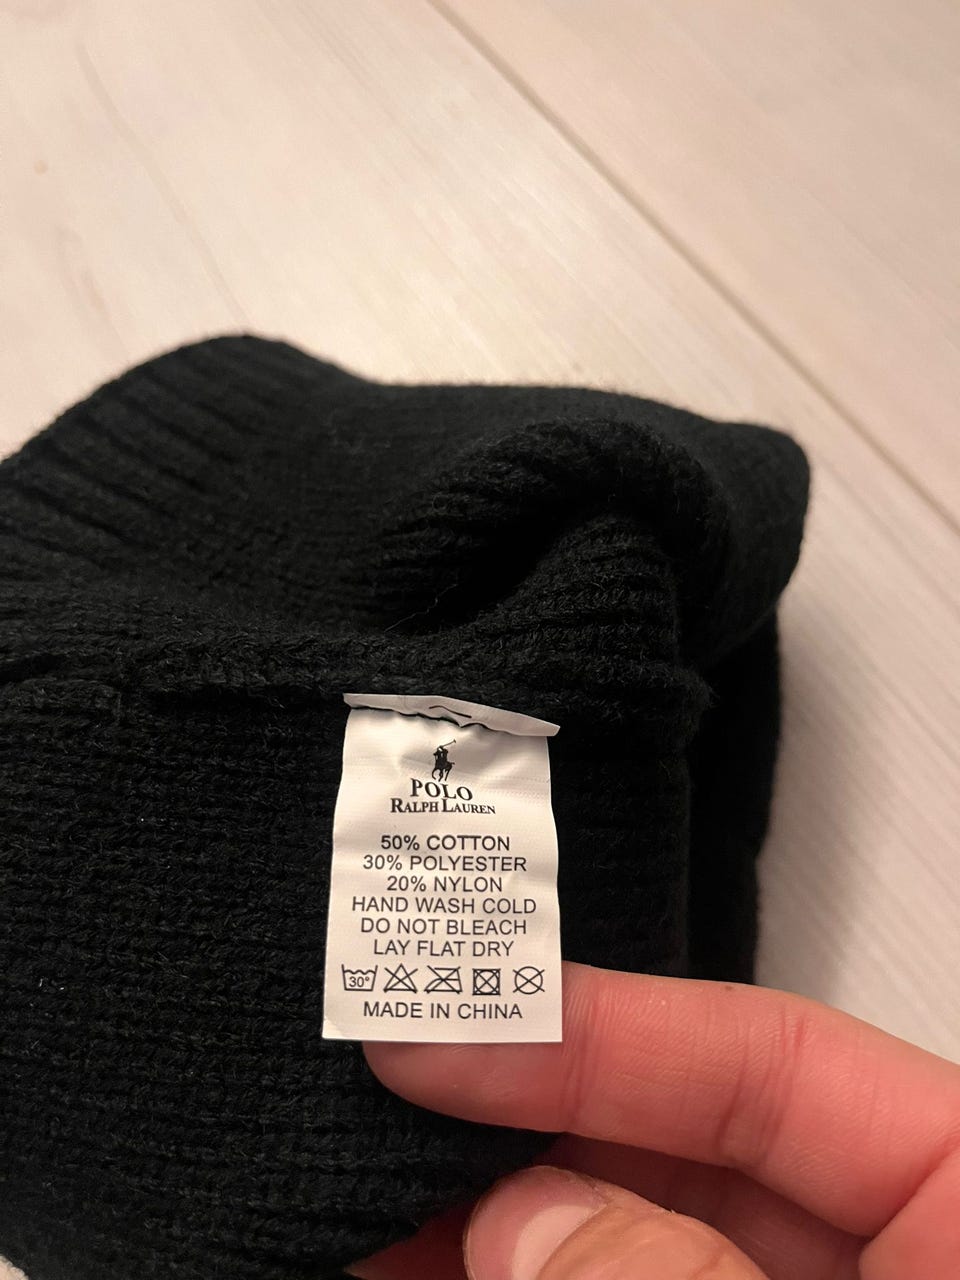 POLO
RALPH LAUREN
50% COTTON
30% POLYESTER
20% NYLON
HAND WASH COLD
DO NOT BLEACH
LAY FLAT DRY
30°
MADE IN CHINA